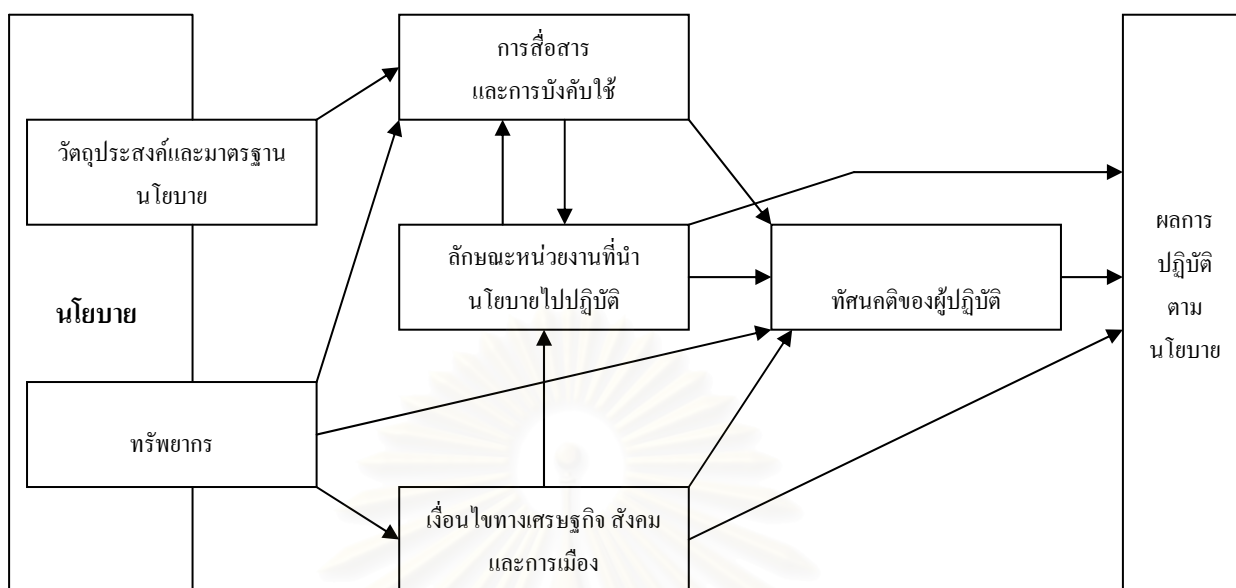 การสื่อสาร
และการบังคับใช้
วัตถุประสงค์และมาตรฐาน
นโยบาย
ลักษณะหน่วยงานที่นำ
นโยบายไปปฏิบัติ
ทัศนคติของผู้ปฏิบัติ
ผลการ
ปฏิบัติ
ตาม
นโยบาย
นโยบาย
ทรัพยากร
เงื่อนไขทางเศรษฐกิจ สังคม
และการเมือง